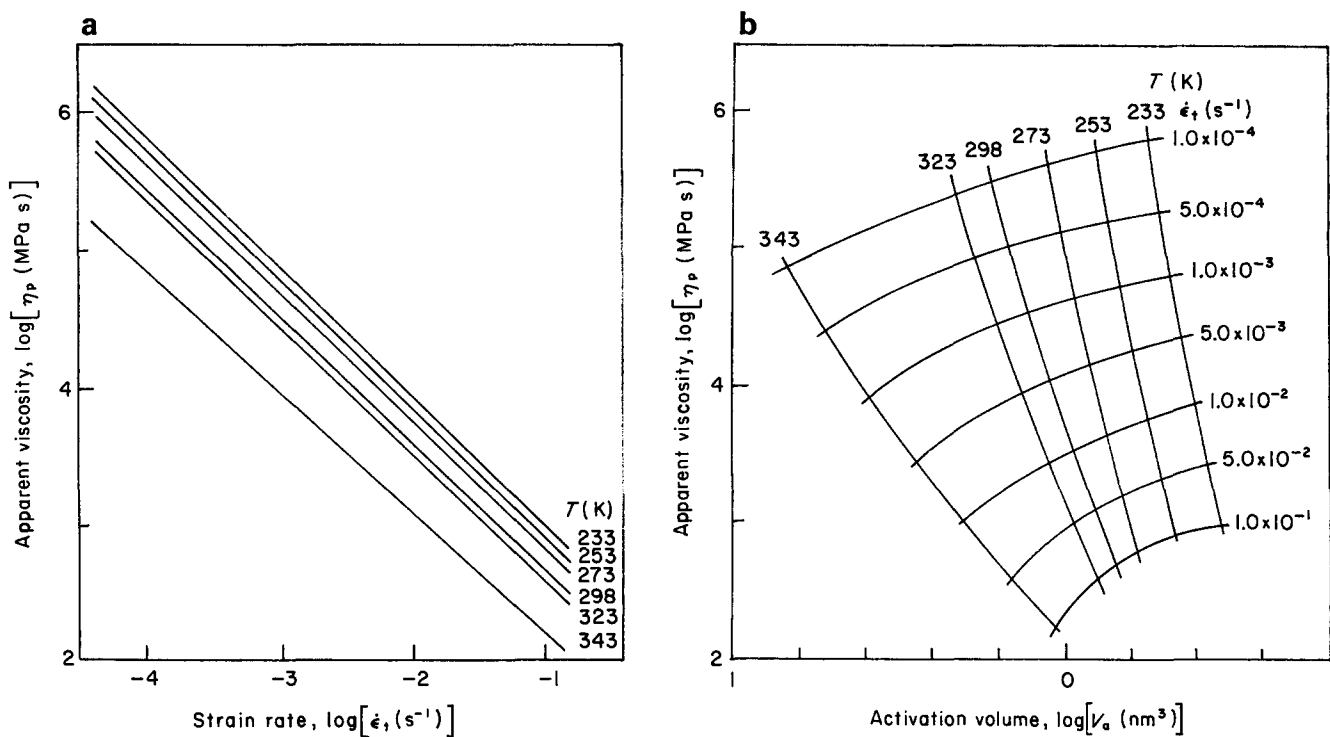 a
Apparent viscosity, log[ηp (MPa s)]
6
4
2
T (K)
233
253
273
298
323
343
-4
-3
-2
-1
Strain rate, log[ε̇t (s⁻¹)]
b
Apparent viscosity, log[ηp (MPa s)]
6
4
2
T (K)
ε̇t (s⁻¹)
343
323
298
273
253
233
1.0x10⁻⁴
5.0x10⁻⁴
1.0x10⁻³
5.0x10⁻³
1.0x10⁻²
5.0x10⁻²
1.0x10⁻¹
1
0
Activation volume, log[Va (nm³)]